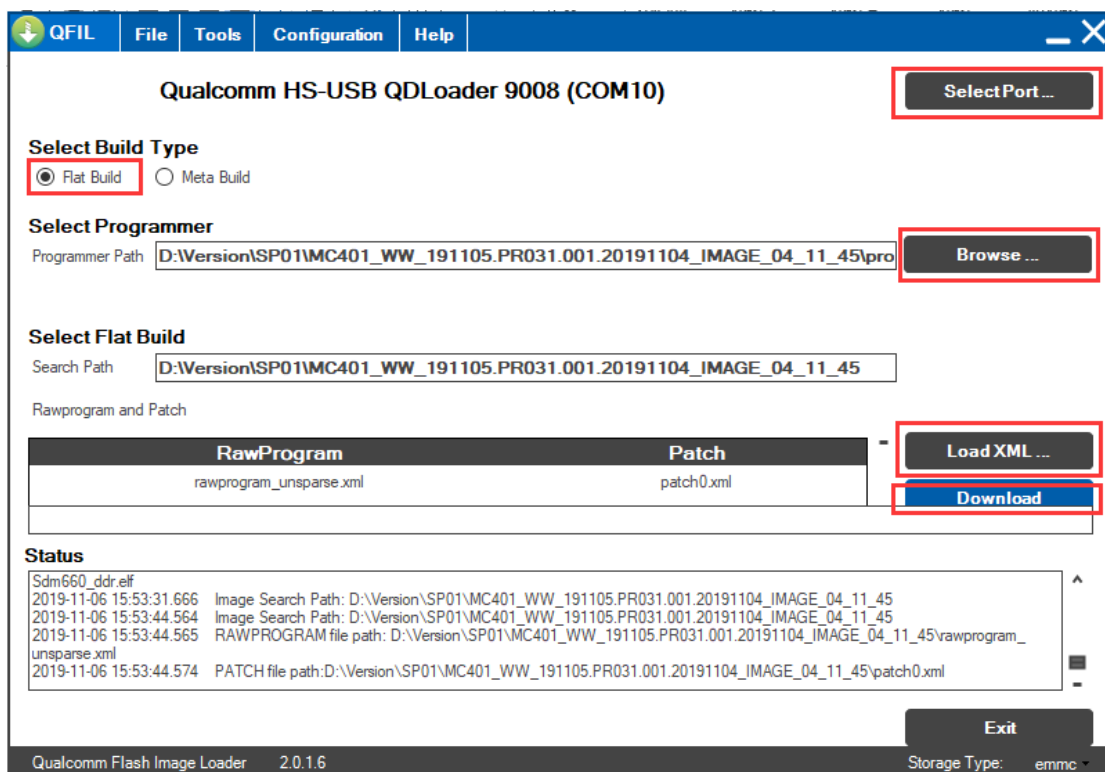 QFIL File Tools Configuration Help
Qualcomm HS-USB QDLoader 9008 (COM10)
Select Port ...
Select Build Type
Flat Build Meta Build
Select Programmer
Programmer Path D:\Version\SP01\MC401_WW_191105.PR031.001.20191104_IMAGE_04_11_45\pro Browse ...
Select Flat Build
Search Path D:\Version\SP01\MC401_WW_191105.PR031.001.20191104_IMAGE_04_11_45
Rawprogram and Patch
RawProgram Patch Load XML ...
rawprogram_unsparse.xml patch0.xml
Download
Status
Sdm660_ddr.elf
2019-11-06 15:53:31.666 Image Search Path: D:\Version\SP01\MC401_WW_191105.PR031.001.20191104_IMAGE_04_11_45
2019-11-06 15:53:44.564 Image Search Path: D:\Version\SP01\MC401_WW_191105.PR031.001.20191104_IMAGE_04_11_45
2019-11-06 15:53:44.565 RAWPROGRAM file path: D:\Version\SP01\MC401_WW_191105.PR031.001.20191104_IMAGE_04_11_45\rawprogram_
unsparse.xml
2019-11-06 15:53:44.574 PATCH file path:D:\Version\SP01\MC401_WW_191105.PR031.001.20191104_IMAGE_04_11_45\patch0.xml
Exit
Qualcomm Flash Image Loader 2.0.1.6 Storage Type: emmc